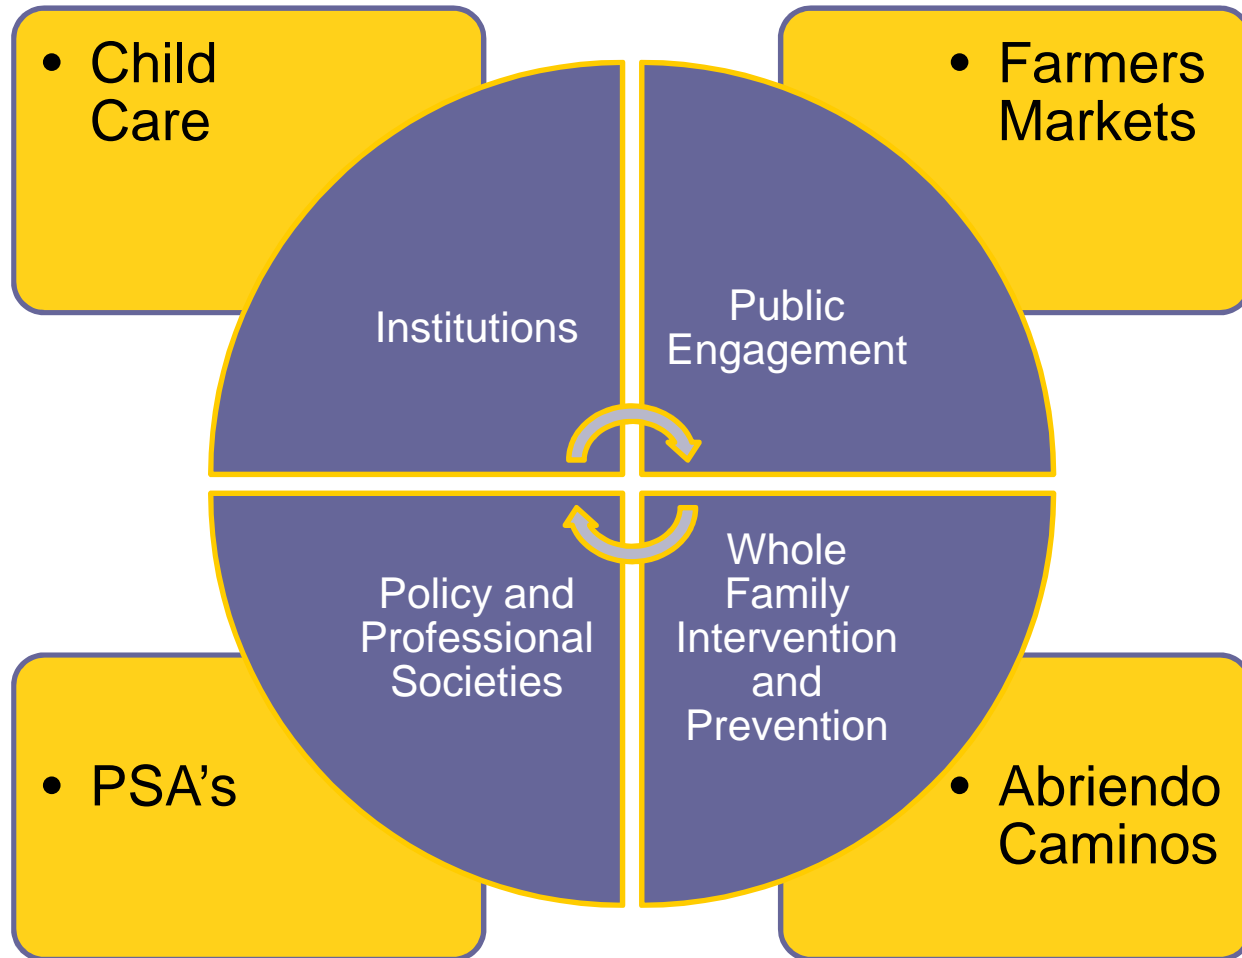 • Child
Care
• Farmers
Markets
Institutions
Public
Engagement
Policy and
Professional
Societies
Whole
Family
Intervention
and
Prevention
• PSA’s
• Abriendo
Caminos